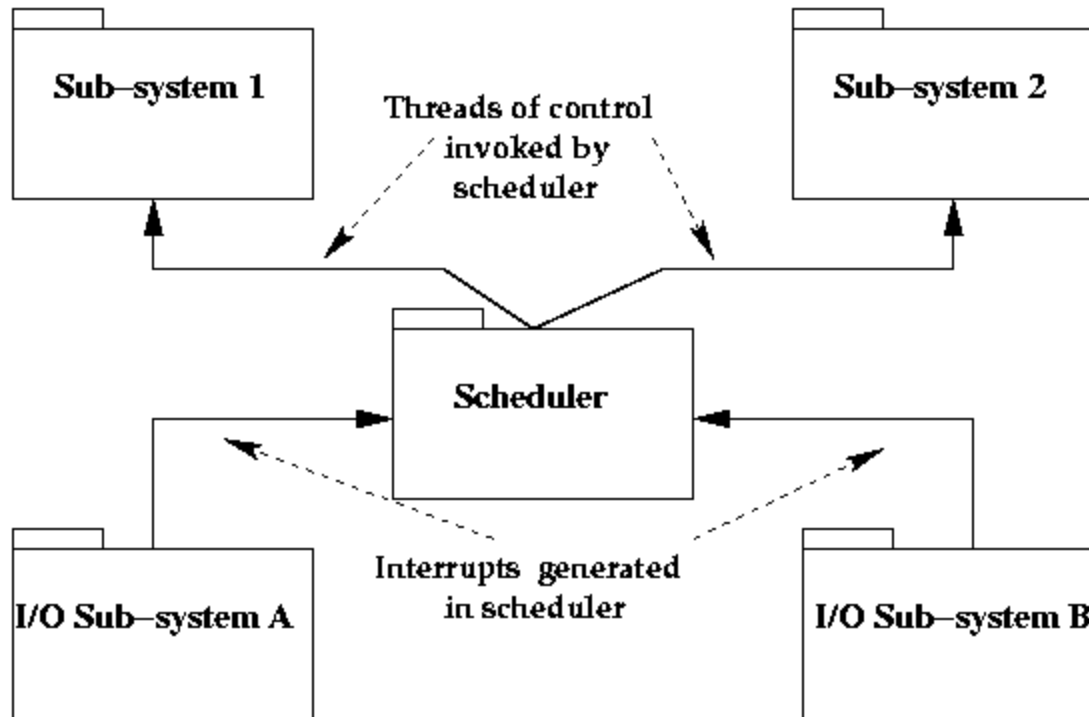 Sub–system 1
Sub–system 2
Threads of control
invoked by
scheduler
Scheduler
Interrupts generated
in scheduler
I/O Sub–system A
I/O Sub–system B